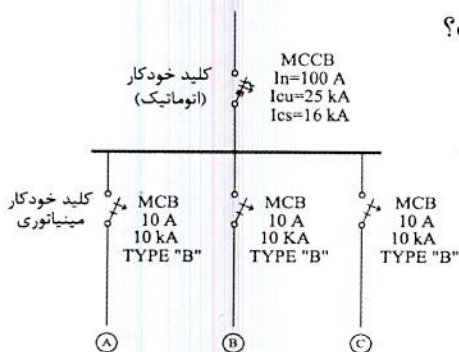 ؟
MCCB
In=100 A
Icu=25 kA
Ics=16 kA
کلید خودکار
(اتوماتیک)
کلید خودکار
مینیاتوری
MCB
10 A
10 kA
TYPE "B"
MCB
10 A
10 KA
TYPE "B"
MCB
10 A
10 kA
TYPE "B"
A
B
C